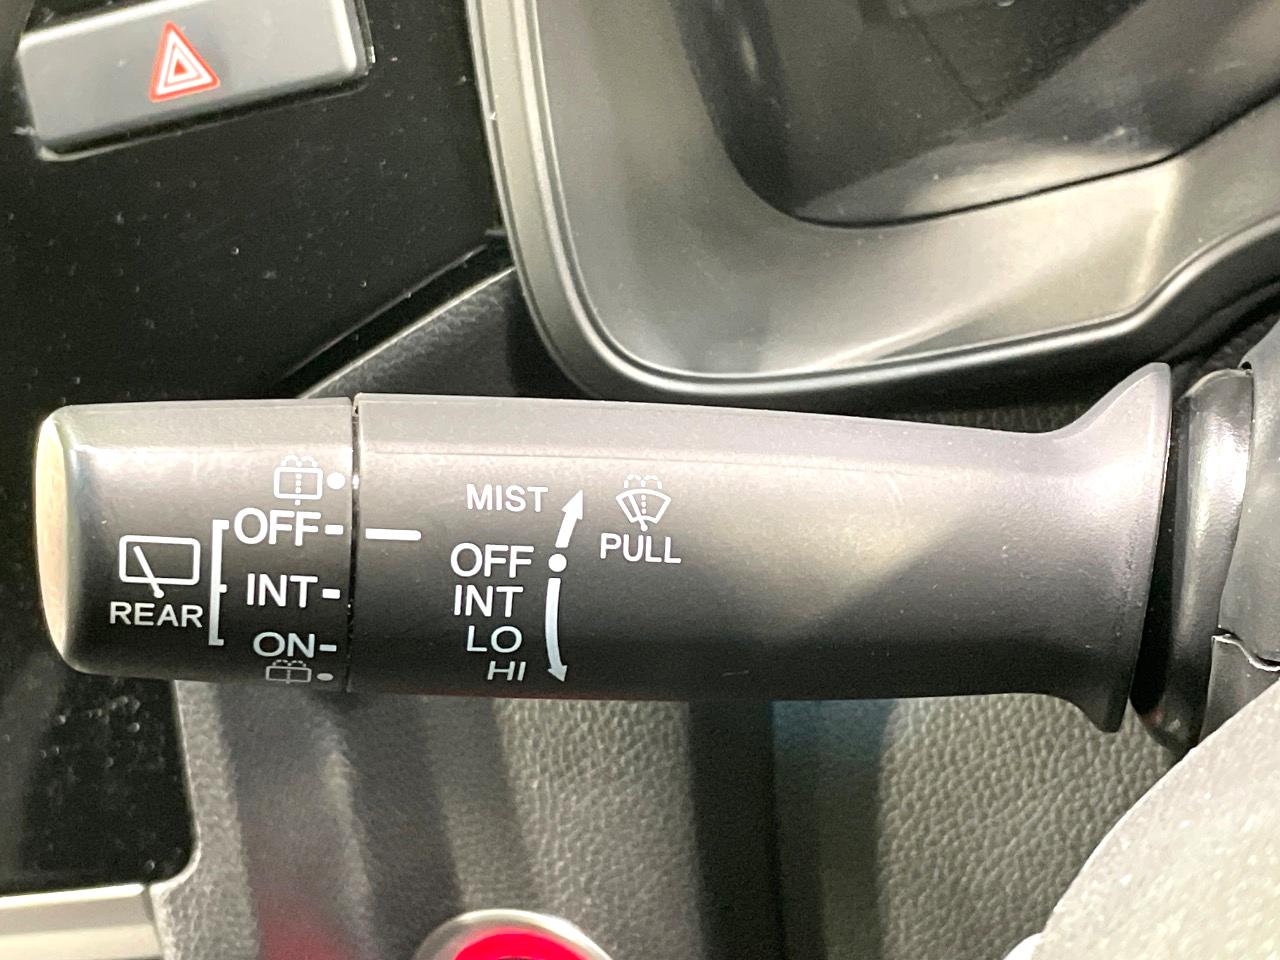 MIST
OFF
INT
LO
HI
PULL
REAR
OFF
INT
ON